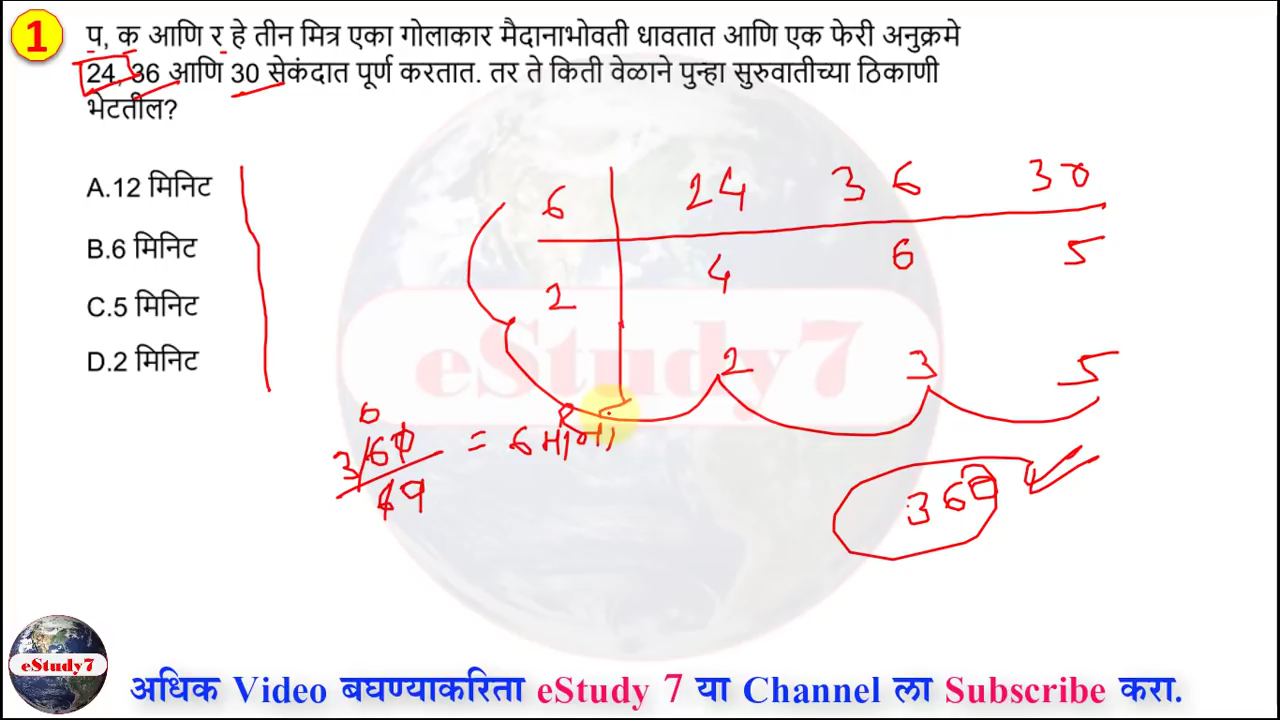 1
प, क आणि र हे तीन मित्र एका गोलाकार मैदानाभोवती धावतात आणि एक फेरी अनुक्रमे
24, 36 आणि 30 सेकंदात पूर्ण करतात. तर ते किती वेळाने पुन्हा सुरुवातीच्या ठिकाणी
भेटतील?
A.12 मिनिट
B.6 मिनिट
C.5 मिनिट
D.2 मिनिट
6 24 36 30
2 4 6 5
2 3 5
360
= 6
360
eStudy7
eStudy7
अधिक Video बघण्याकरिता eStudy 7 या Channel ला Subscribe करा.